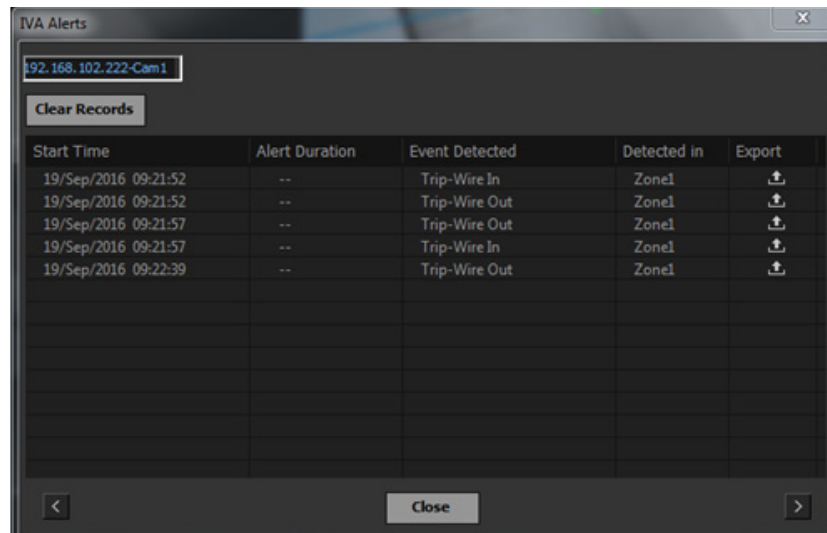 IVA Alerts
192.168.102.222-Cam1
Clear Records
Start Time Alert Duration Event Detected Detected in Export
19/Sep/2016 09:21:52 -- Trip-Wire In Zone1
19/Sep/2016 09:21:52 -- Trip-Wire Out Zone1
19/Sep/2016 09:21:57 -- Trip-Wire Out Zone1
19/Sep/2016 09:21:57 -- Trip-Wire In Zone1
19/Sep/2016 09:22:39 -- Trip-Wire Out Zone1
< Close >